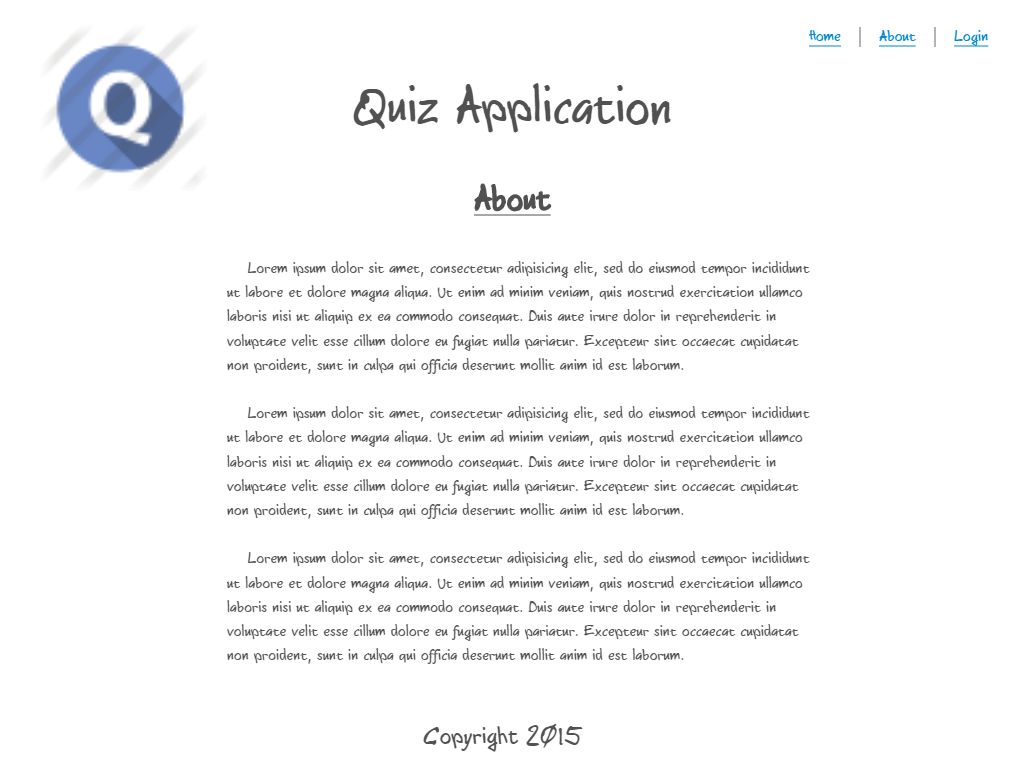 Home | About | Login
Q
Quiz Application
About
Lorem ipsum dolor sit amet, consectetur adipisicing elit, sed do eiusmod tempor incididunt
ut labore et dolore magna aliqua. Ut enim ad minim veniam, quis nostrud exercitation ullamco
laboris nisi ut aliquip ex ea commodo consequat. Duis aute irure dolor in reprehenderit in
voluptate velit esse cillum dolore eu fugiat nulla pariatur. Excepteur sint occaecat cupidatat
non proident, sunt in culpa qui officia deserunt mollit anim id est laborum.
Lorem ipsum dolor sit amet, consectetur adipisicing elit, sed do eiusmod tempor incididunt
ut labore et dolore magna aliqua. Ut enim ad minim veniam, quis nostrud exercitation ullamco
laboris nisi ut aliquip ex ea commodo consequat. Duis aute irure dolor in reprehenderit in
voluptate velit esse cillum dolore eu fugiat nulla pariatur. Excepteur sint occaecat cupidatat
non proident, sunt in culpa qui officia deserunt mollit anim id est laborum.
Lorem ipsum dolor sit amet, consectetur adipisicing elit, sed do eiusmod tempor incididunt
ut labore et dolore magna aliqua. Ut enim ad minim veniam, quis nostrud exercitation ullamco
laboris nisi ut aliquip ex ea commodo consequat. Duis aute irure dolor in reprehenderit in
voluptate velit esse cillum dolore eu fugiat nulla pariatur. Excepteur sint occaecat cupidatat
non proident, sunt in culpa qui officia deserunt mollit anim id est laborum.
Copyright 2015